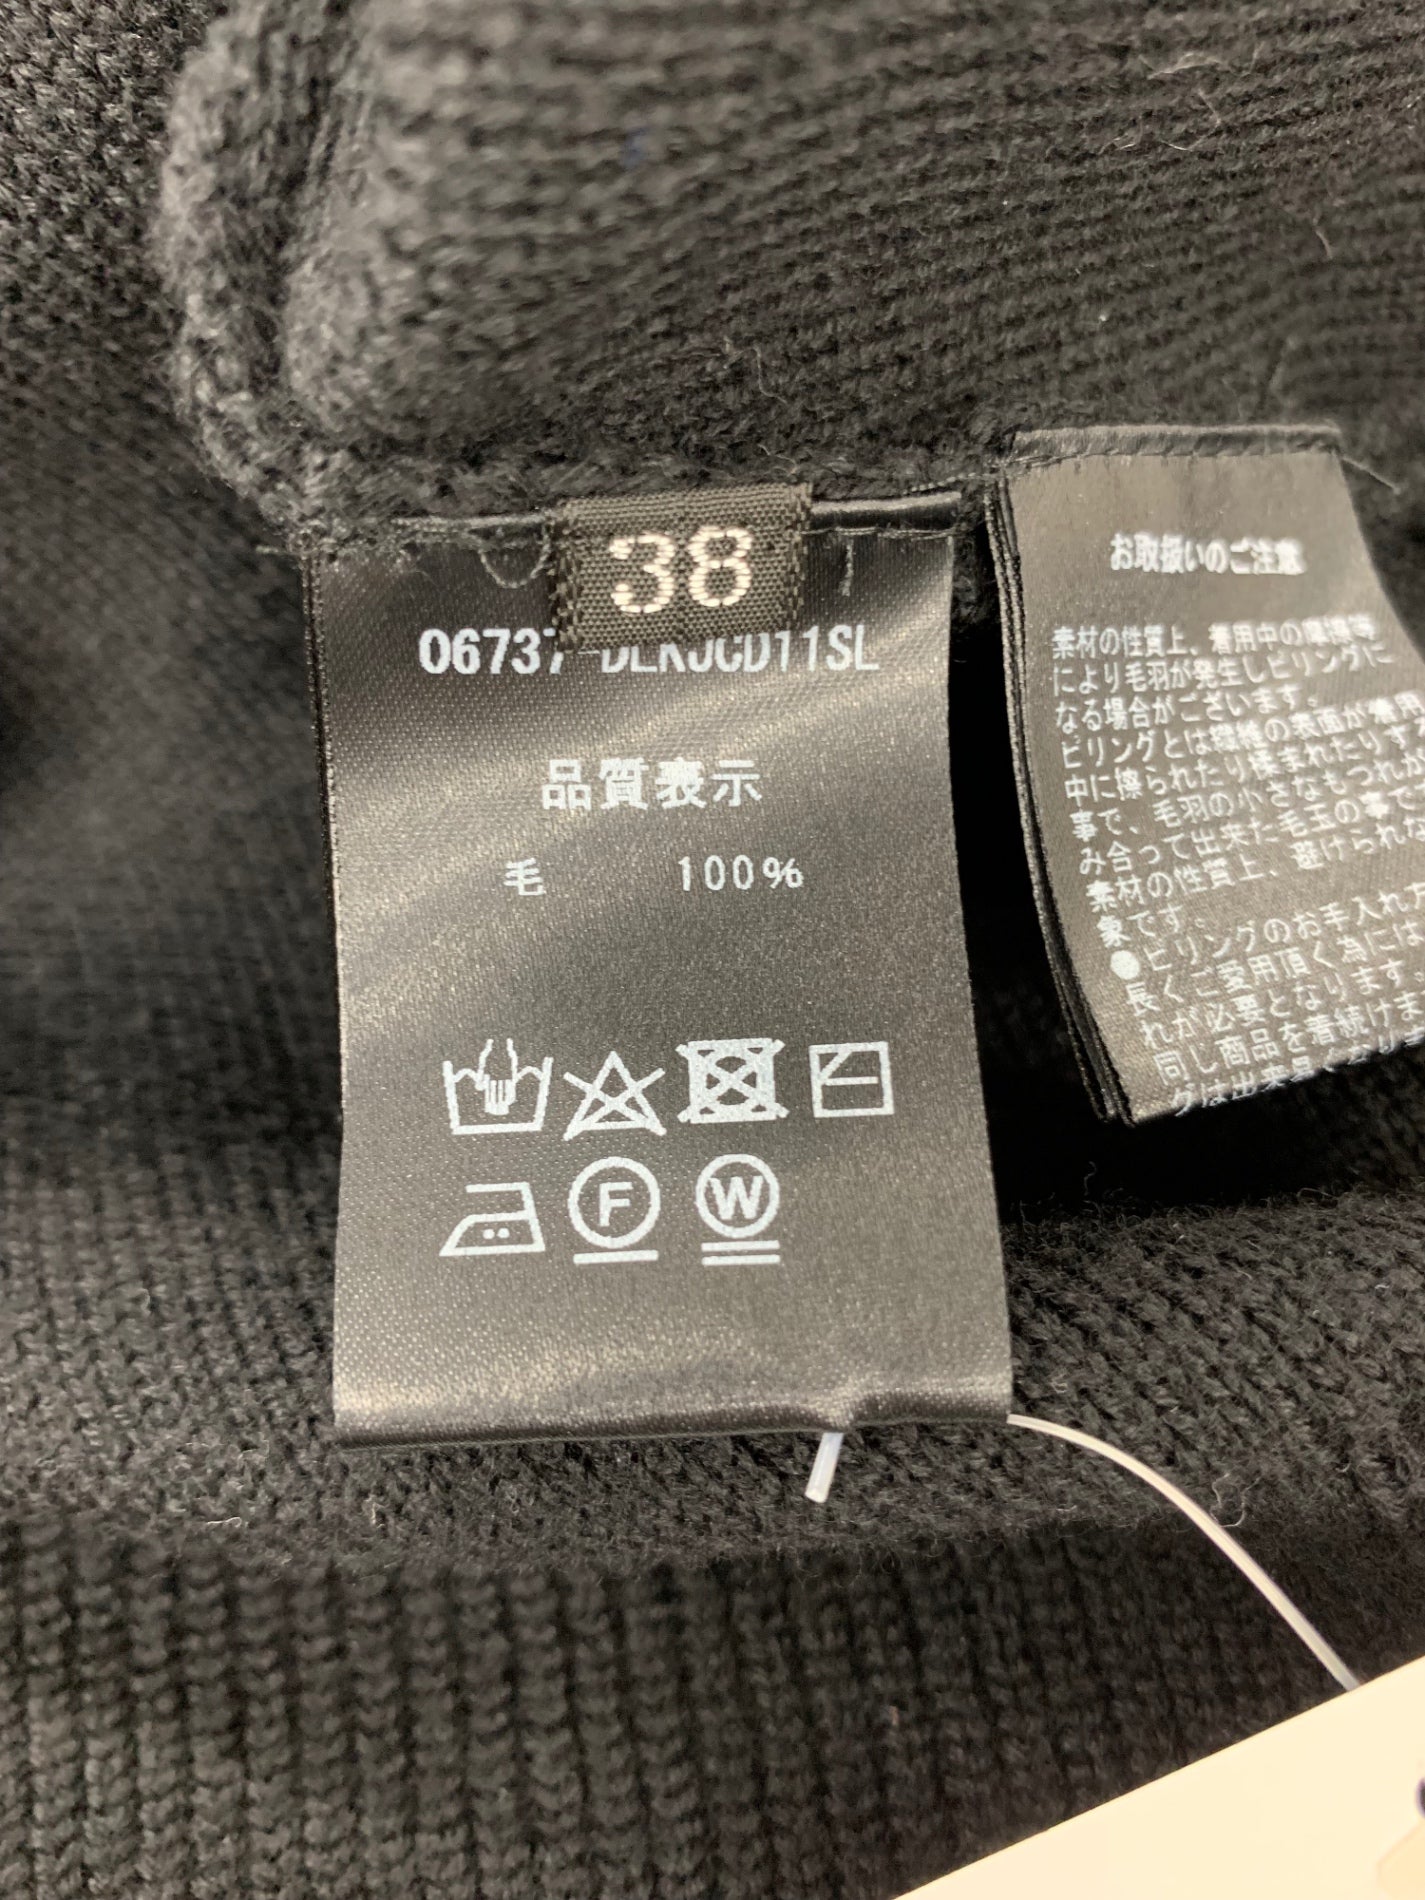 38
06737-DLKJCD11SL
品質表示
毛 100%
F
W
お取扱いのご注意
素材の性質上、着用中の摩擦等
により毛羽が発生しピリングに
なる場合がございます。
ピリングとは繊維の表面が着用
中に擦られたり揉まれたりする
事で、毛羽の小さなもつれが
み合って出来た毛玉の事で
素材の性質上、避けられな
象です。
●ピリングのお手入れ方
長くご愛用頂く為には
れが必要となります。
同し商品を着続けま
グは出来